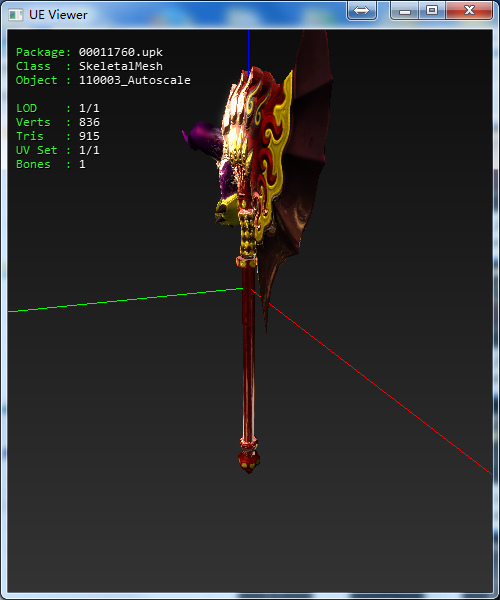 UE Viewer
Package: 00011760.upk
Class : SkeletalMesh
Object : 110003_Autoscale
LOD : 1/1
Verts : 836
Tris : 915
UV Set : 1/1
Bones : 1